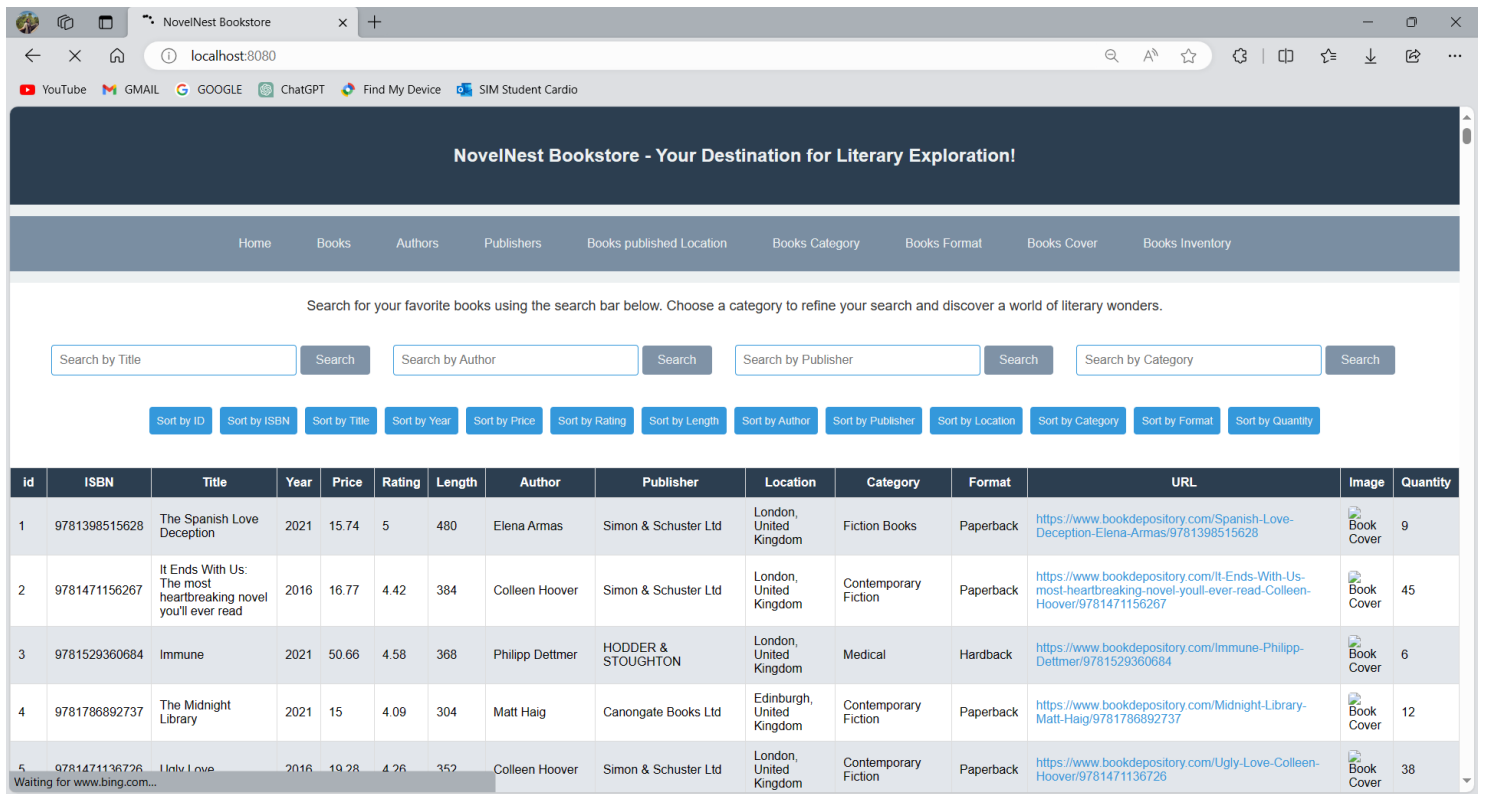 NovelNest Bookstore
localhost:8080
YouTube GMAIL GOOGLE ChatGPT Find My Device SIM Student Cardio
NovelNest Bookstore - Your Destination for Literary Exploration!
Home Books Authors Publishers Books published Location Books Category Books Format Books Cover Books Inventory
Search for your favorite books using the search bar below. Choose a category to refine your search and discover a world of literary wonders.
Search by Title Search Search by Author Search Search by Publisher Search Search by Category Search
Sort by ID Sort by ISBN Sort by Title Sort by Year Sort by Price Sort by Rating Sort by Length Sort by Author Sort by Publisher Sort by Location Sort by Category Sort by Format Sort by Quantity
id ISBN Title Year Price Rating Length Author Publisher Location Category Format URL Image Quantity
1 9781398515628 The Spanish Love Deception 2021 15.74 5 480 Elena Armas Simon & Schuster Ltd London, United Kingdom Fiction Books Paperback https://www.bookdepository.com/Spanish-Love-Deception-Elena-Armas/9781398515628 Book Cover 9
2 9781471156267 It Ends With Us: The most heartbreaking novel you'll ever read 2016 16.77 4.42 384 Colleen Hoover Simon & Schuster Ltd London, United Kingdom Contemporary Fiction Paperback https://www.bookdepository.com/It-Ends-With-Us-most-heartbreaking-novel-youll-ever-read-Colleen-Hoover/9781471156267 Book Cover 45
3 9781529360684 Immune 2021 50.66 4.58 368 Philipp Dettmer HODDER & STOUGHTON London, United Kingdom Medical Hardback https://www.bookdepository.com/Immune-Philipp-Dettmer/9781529360684 Book Cover 6
4 9781786892737 The Midnight Library 2021 15 4.09 304 Matt Haig Canongate Books Ltd Edinburgh, United Kingdom Contemporary Fiction Paperback https://www.bookdepository.com/Midnight-Library-Matt-Haig/9781786892737 Book Cover 12
5 9781471136726 Ugly Love 2016 19.28 4.26 352 Colleen Hoover Simon & Schuster Ltd London, United Kingdom Contemporary Fiction Paperback https://www.bookdepository.com/Ugly-Love-Colleen-Hoover/9781471136726 Book Cover 38
Waiting for www.bing.com...